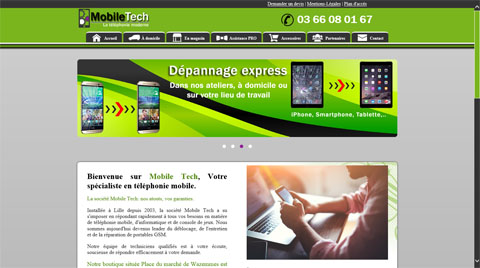 Demander un devis | Mentions Légales | Plan d'accès
MobileTech
La téléphonie moderne
03 66 08 01 67
Accueil
À domicile
En magasin
Assistance PRO
Accessoires
Partenaires
Contact
Dépannage express
Dans nos ateliers, à domicile ou
sur votre lieu de travail
iPhone, Smartphone, Tablette,..
Bienvenue sur Mobile Tech, Votre
spécialiste en téléphonie mobile.
La société Mobile Tech: nos atouts, vos garanties.
Installée à Lille depuis 2003, la société Mobile Tech a su
s'imposer en répondant rapidement à tous vos besoins en matière
de téléphonie mobile, d'informatique et de console de jeux. Nous
sommes aujourd'hui devenus leader du déblocage, de l'entretien
et de la réparation de portables GSM.
Notre équipe de techniciens qualifiés est à votre écoute,
soucieuse de répondre efficacement à votre demande.
Notre boutique située Place du marché de Wazemmes est